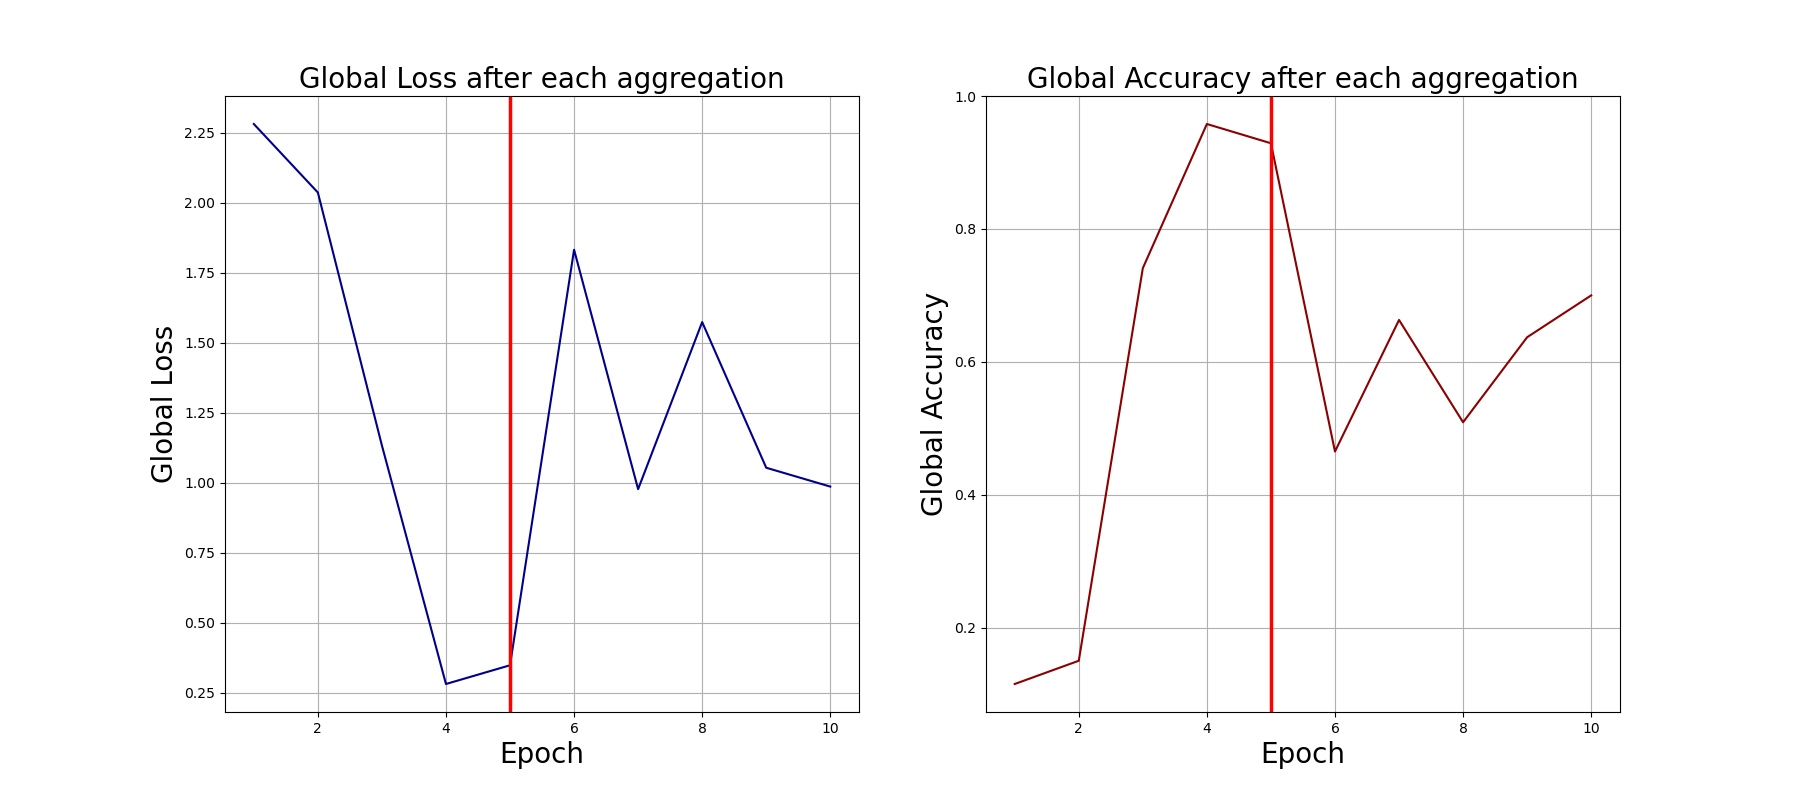 Global Loss after each aggregation
Global Loss
2.25
2.00
1.75
1.50
1.25
1.00
0.75
0.50
0.25
2 4 6 8 10
Epoch
Global Accuracy after each aggregation
Global Accuracy
1.0
0.8
0.6
0.4
0.2
2 4 6 8 10
Epoch